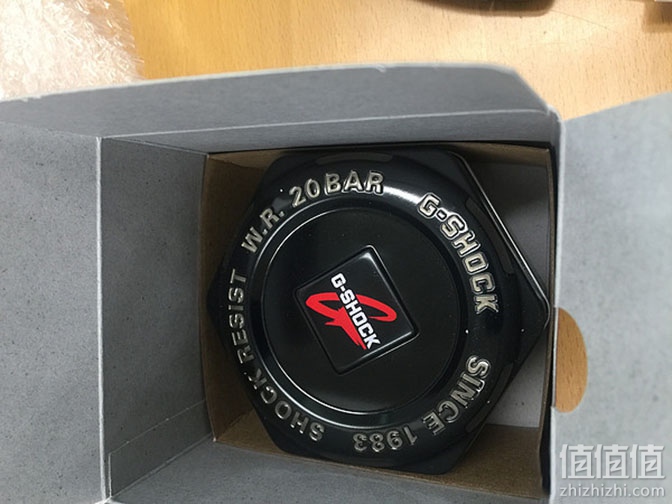 SHOCK RESIST W.R. 20BAR G-SHOCK SINCE 1983
G-SHOCK
值值值
zhizhizhi.com